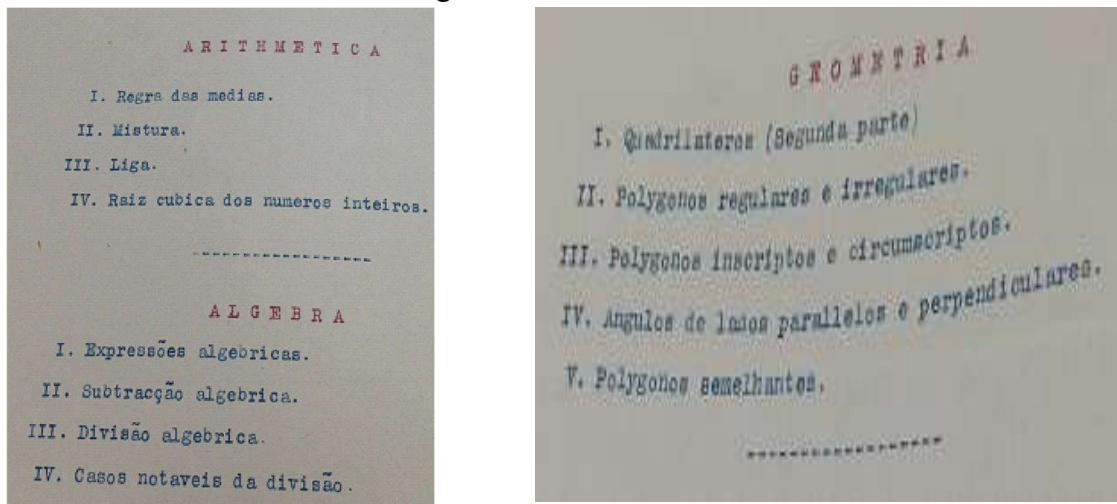 ARITHMETICA
I. Regra das medias.
II. Mistura.
III. Liga.
IV. Raiz cubica dos numeros inteiros.
ALGEBRA
I. Expressões algebricas.
II. Subtracção algebrica.
III. Divisão algebrica.
IV. Casos notaveis da divisão.
GEOMETRIA
I. Quadrilateros (Segunda parte)
II. Polygonos regulares e irregulares.
III. Polygonos inscriptos e circumscriptos.
IV. Angulos de lados parallelos e perpendiculares.
V. Polygonos semelhantes.